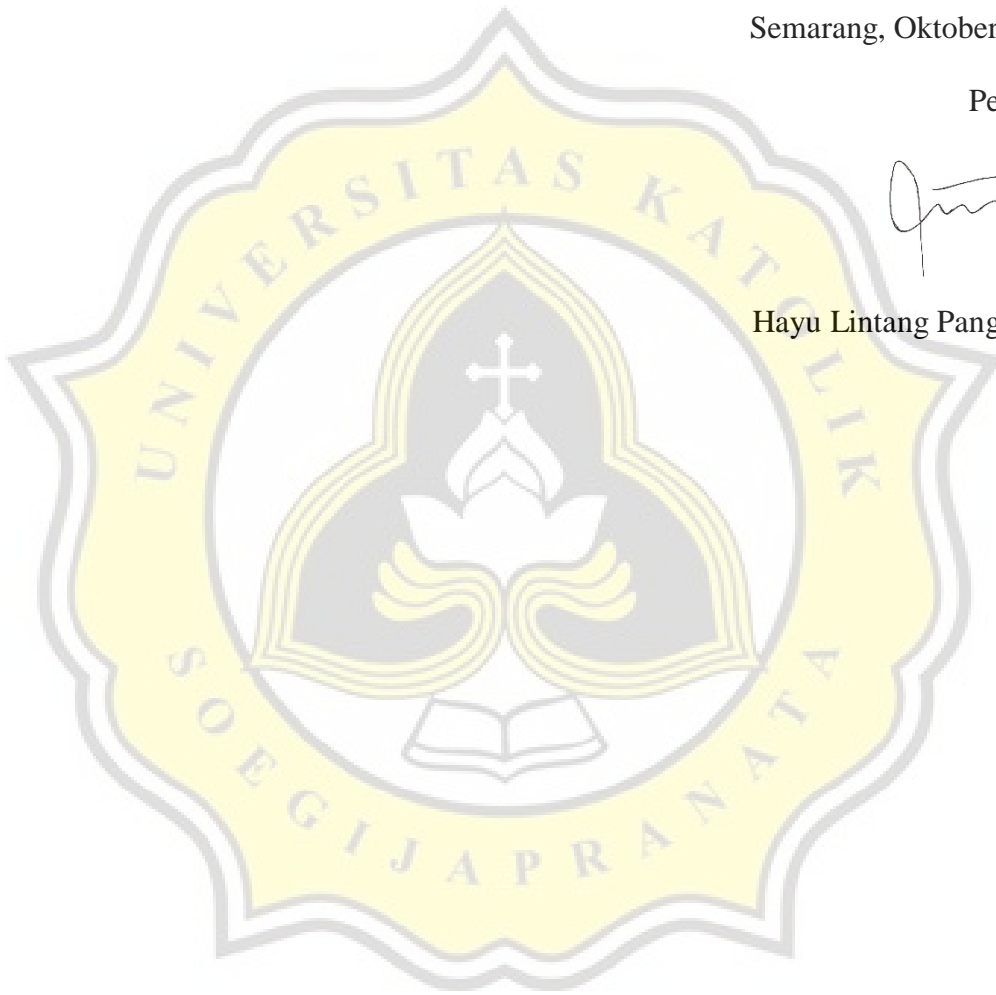 Semarang, Oktober
Pe
Hayu Lintang Pang
UNIVERSITAS KATOLIK
SOEGIJAPRANATA